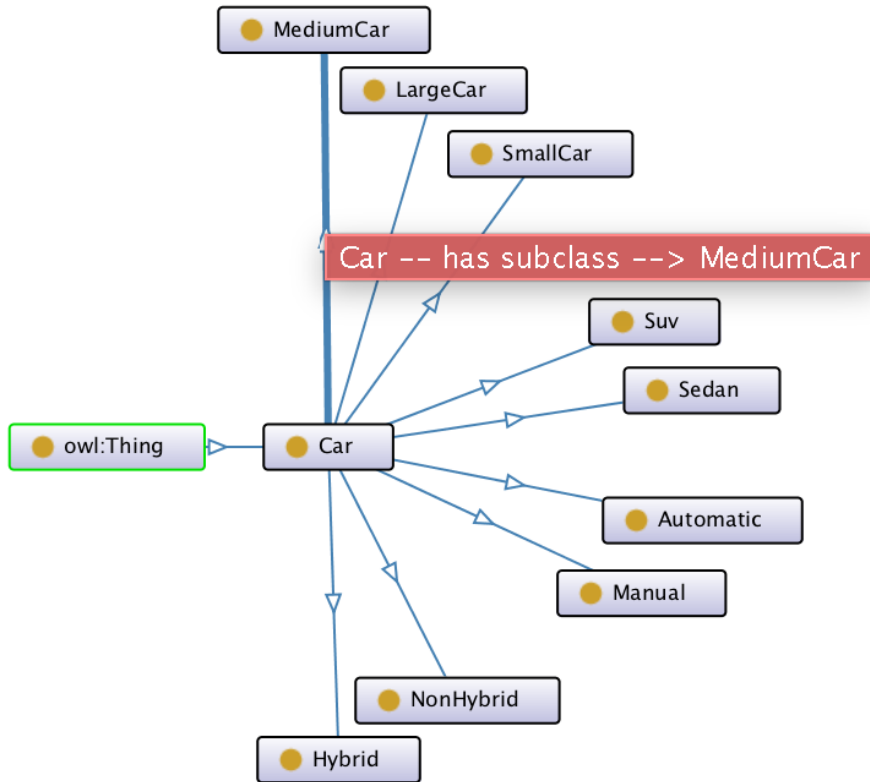 MediumCar
LargeCar
SmallCar
Car -- has subclass --> MediumCar
Suv
Sedan
owl:Thing
Car
Automatic
Manual
NonHybrid
Hybrid